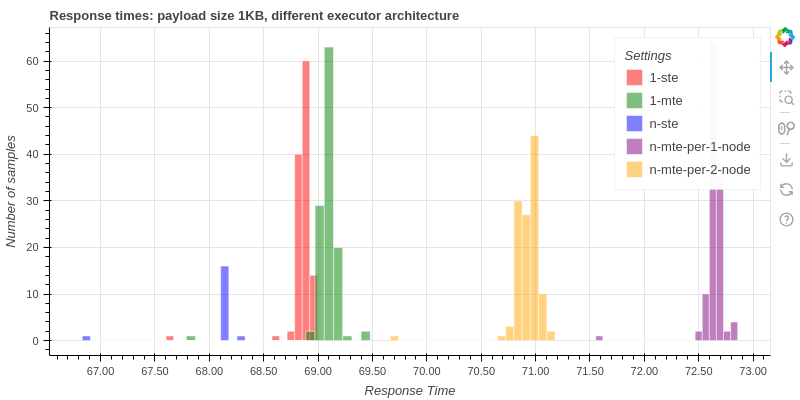 Response times: payload size 1KB, different executor architecture
Number of samples
60
50
40
30
20
10
0
67.00 67.50 68.00 68.50 69.00 69.50 70.00 70.50 71.00 71.50 72.00 72.50 73.00
Response Time
Settings
1-ste
1-mte
n-ste
n-mte-per-1-node
n-mte-per-2-node